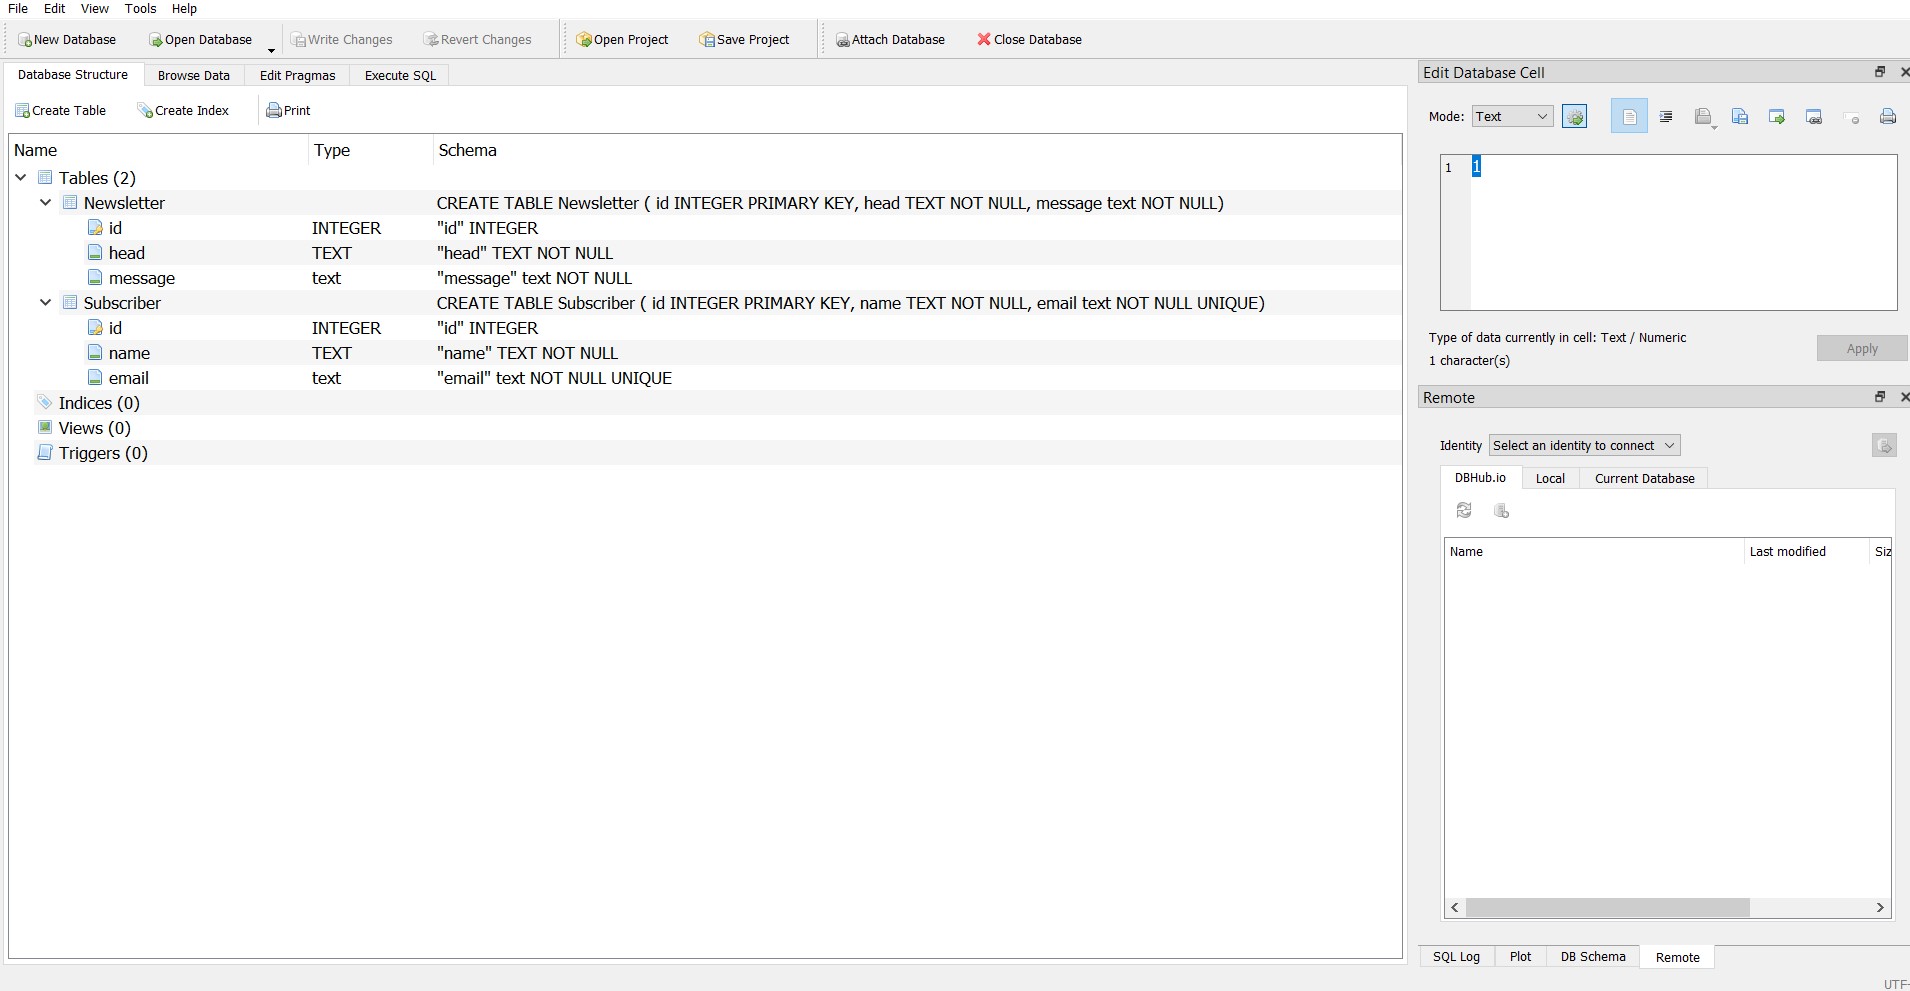 File Edit View Tools Help
New Database Open Database Write Changes Revert Changes Open Project Save Project Attach Database Close Database
Database Structure Browse Data Edit Pragmas Execute SQL
Create Table Create Index Print
Name Type Schema
Tables (2)
Newsletter CREATE TABLE Newsletter ( id INTEGER PRIMARY KEY, head TEXT NOT NULL, message text NOT NULL)
id INTEGER "id" INTEGER
head TEXT "head" TEXT NOT NULL
message text "message" text NOT NULL
Subscriber CREATE TABLE Subscriber ( id INTEGER PRIMARY KEY, name TEXT NOT NULL, email text NOT NULL UNIQUE)
id INTEGER "id" INTEGER
name TEXT "name" TEXT NOT NULL
email text "email" text NOT NULL UNIQUE
Indices (0)
Views (0)
Triggers (0)
Edit Database Cell
Mode: Text
1 1
Type of data currently in cell: Text / Numeric
1 character(s)
Apply
Remote
Identity Select an identity to connect
DBHub.io Local Current Database
Name Last modified Siz
SQL Log Plot DB Schema Remote
UTF-